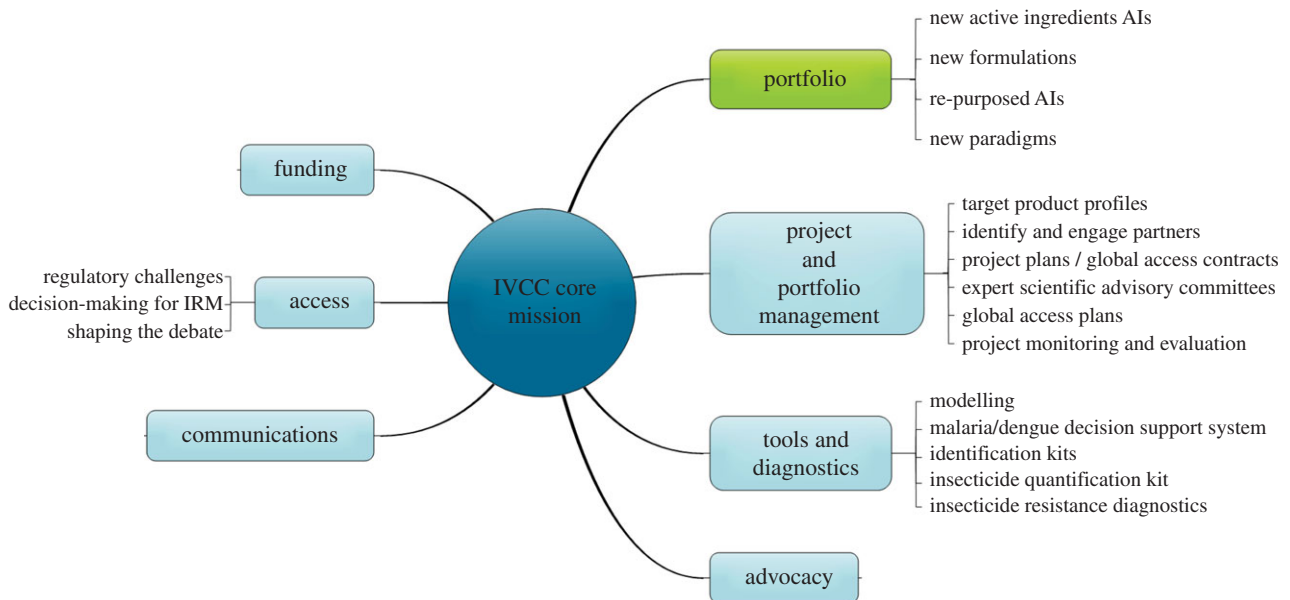 portfolio
new active ingredients AIs
new formulations
re-purposed AIs
new paradigms
funding
project
and
portfolio
management
target product profiles
identify and engage partners
project plans / global access contracts
expert scientific advisory committees
global access plans
project monitoring and evaluation
IVCC core
mission
access
regulatory challenges
decision-making for IRM
shaping the debate
communications
tools and
diagnostics
modelling
malaria/dengue decision support system
identification kits
insecticide quantification kit
insecticide resistance diagnostics
advocacy